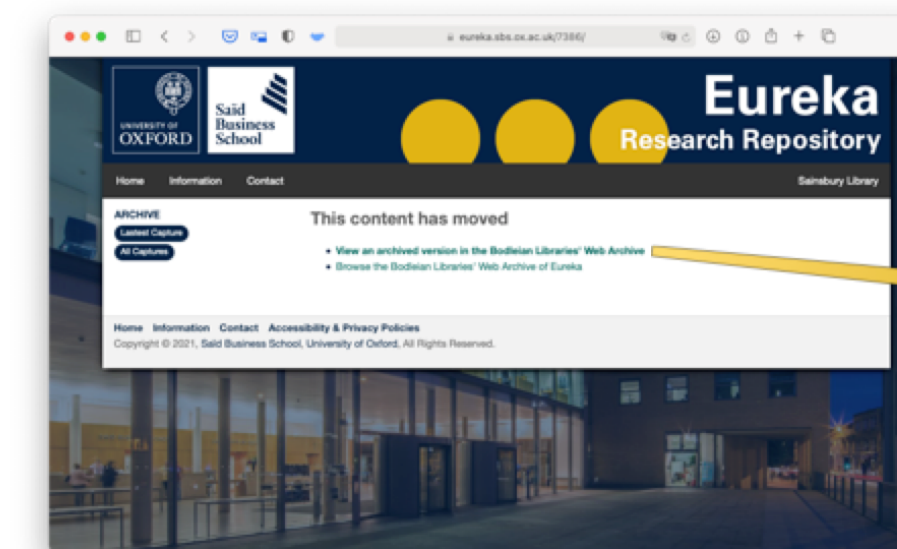 eureka.sbs.ox.ac.uk/7386/
UNIVERSITY OF
OXFORD
Saïd
Business
School
Eureka
Research Repository
Home Information Contact Sainsbury Library
ARCHIVE
Lastest Capture
All Captures
This content has moved
• View an archived version in the Bodleian Libraries' Web Archive
• Browse the Bodleian Libraries' Web Archive of Eureka
Home Information Contact Accessibility & Privacy Policies
Copyright © 2021, Saïd Business School, University of Oxford, All Rights Reserved.